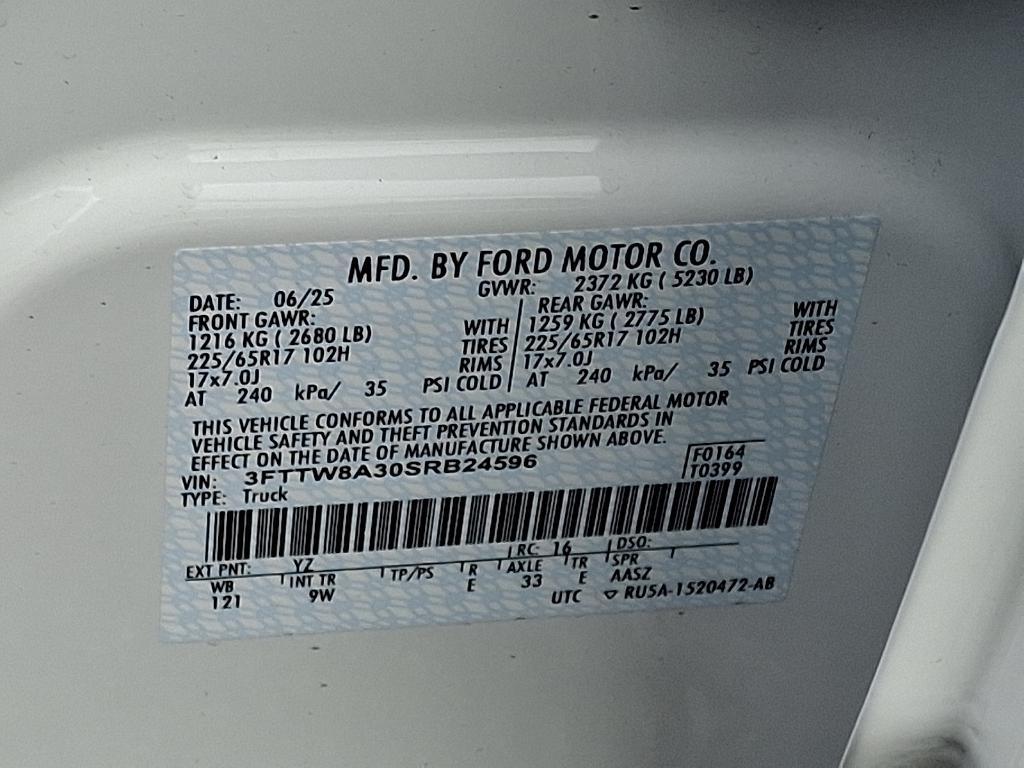 MFD. BY FORD MOTOR CO.
DATE: 06/25 GVWR: 2372 KG ( 5230 LB)
FRONT GAWR: REAR GAWR:
1216 KG ( 2680 LB) WITH 1259 KG ( 2775 LB) WITH
225/65R17 102H TIRES 225/65R17 102H TIRES
17x7.0J RIMS 17x7.0J RIMS
AT 240 kPa/ 35 PSI COLD AT 240 kPa/ 35 PSI COLD
THIS VEHICLE CONFORMS TO ALL APPLICABLE FEDERAL MOTOR
VEHICLE SAFETY AND THEFT PREVENTION STANDARDS IN
EFFECT ON THE DATE OF MANUFACTURE SHOWN ABOVE.
VIN: 3FTTW8A30SRB24596 F0164
TYPE: Truck T0399
EXT PNT: YZ RC: 16 DSO:
WB INT TR TP/PS R AXLE TR SPR
121 9W E 33 E AASZ
UTC ▽ RU5A-1520472-AB